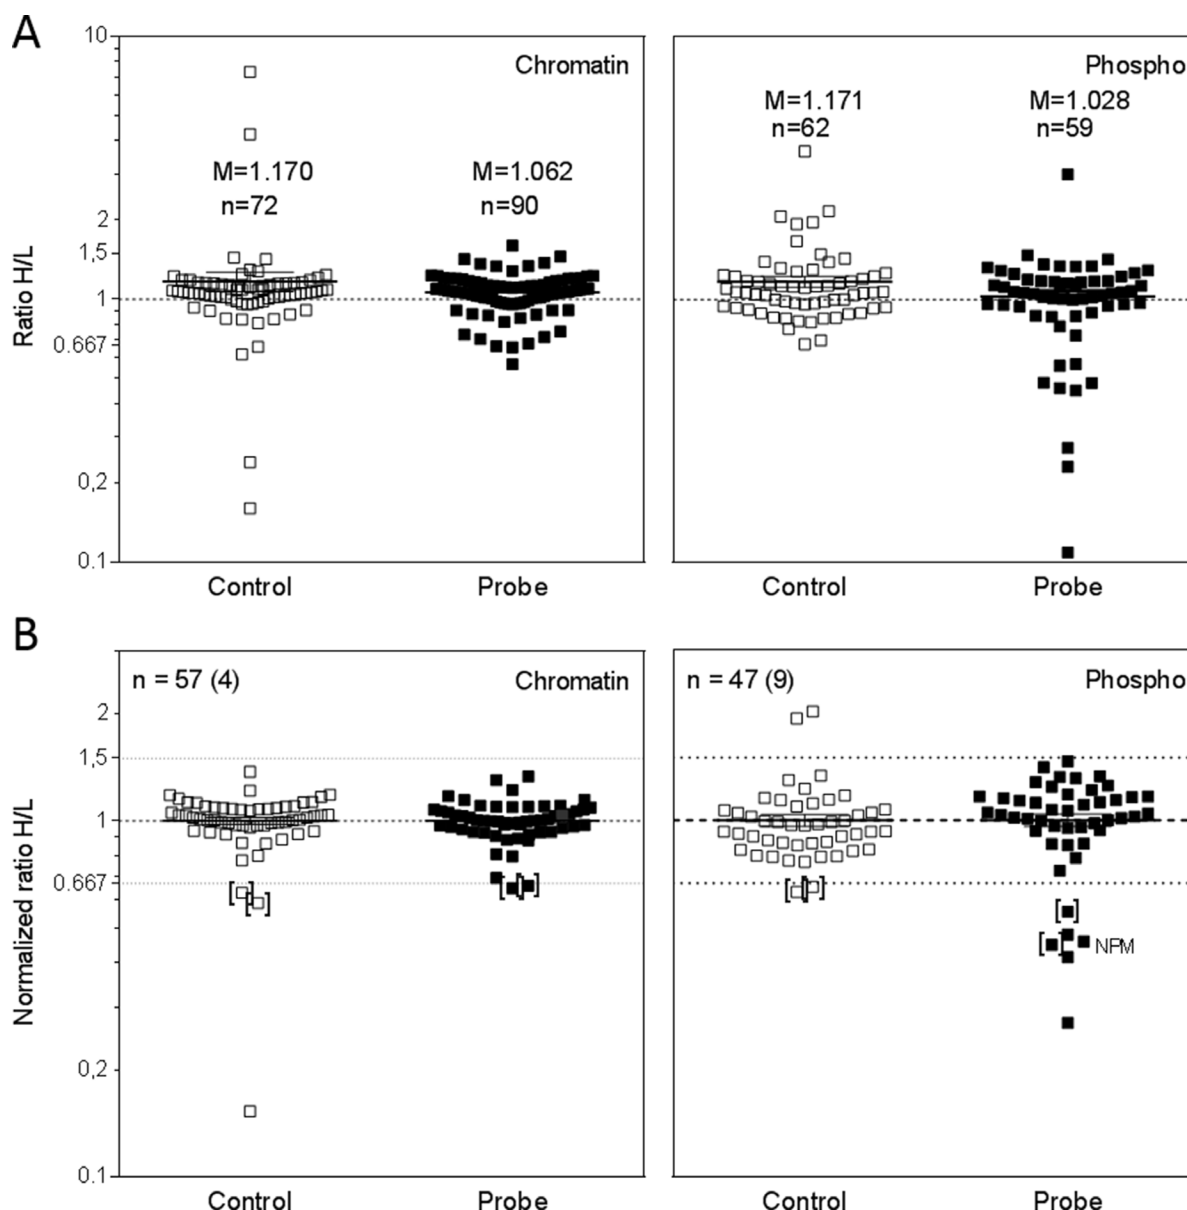 A
Ratio H/L
10
2
1,5
1
0.667
0,2
0.1
Chromatin
M=1.170
n=72
M=1.062
n=90
Control
Probe
Phospho
M=1.171
n=62
M=1.028
n=59
Control
Probe
B
Normalized ratio H/L
2
1,5
1
0.667
0,2
0.1
n = 57 (4)
Chromatin
[ ]
[ ]
[ ]
[ ]
Control
Probe
n = 47 (9)
Phospho
[ ]
[ ]
[ ]
[ ]
NPM
Control
Probe